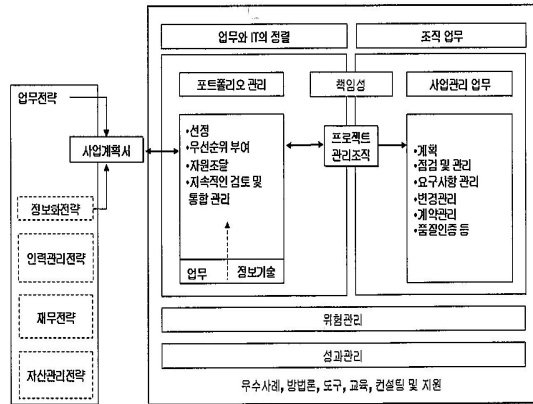 업무와 IT의 정렬
조직 업무
포트폴리오 관리
책임성
사업관리 업무
업무전략
사업계획서
정보화전략
인력관리전략
재무전략
자산관리전략
•선정
•우선순위 부여
•자원조달
•지속적인 검토 및
통합 관리
업무
정보기술
프로젝트
관리조직
•계획
•점검 및 관리
•요구사항 관리
•변경관리
•계약관리
•품질인증 등
위험관리
성과관리
우수사례, 방법론, 도구, 교육, 컨설팅 및 지원